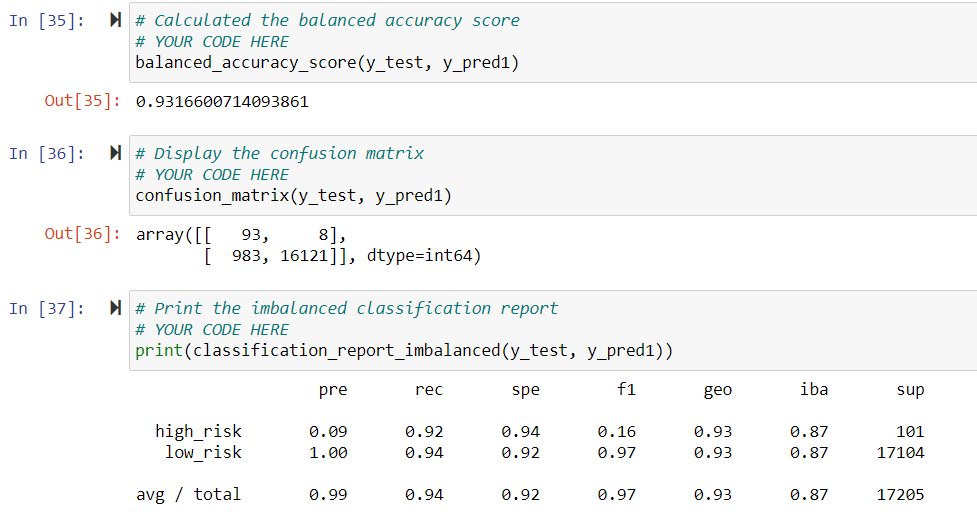 In [35]: # Calculated the balanced accuracy score
# YOUR CODE HERE
balanced_accuracy_score(y_test, y_pred1)
Out[35]: 0.9316600714093861
In [36]: # Display the confusion matrix
# YOUR CODE HERE
confusion_matrix(y_test, y_pred1)
Out[36]: array([[   93,     8],
       [  983, 16121]], dtype=int64)
In [37]: # Print the imbalanced classification report
# YOUR CODE HERE
print(classification_report_imbalanced(y_test, y_pred1))
pre rec spe f1 geo iba sup
high_risk 0.09 0.92 0.94 0.16 0.93 0.87 101
low_risk 1.00 0.94 0.92 0.97 0.93 0.87 17104
avg / total 0.99 0.94 0.92 0.97 0.93 0.87 17205